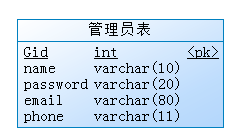 管理员表
Gid int <pk>
name varchar(10)
password varchar(20)
email varchar(80)
phone varchar(11)